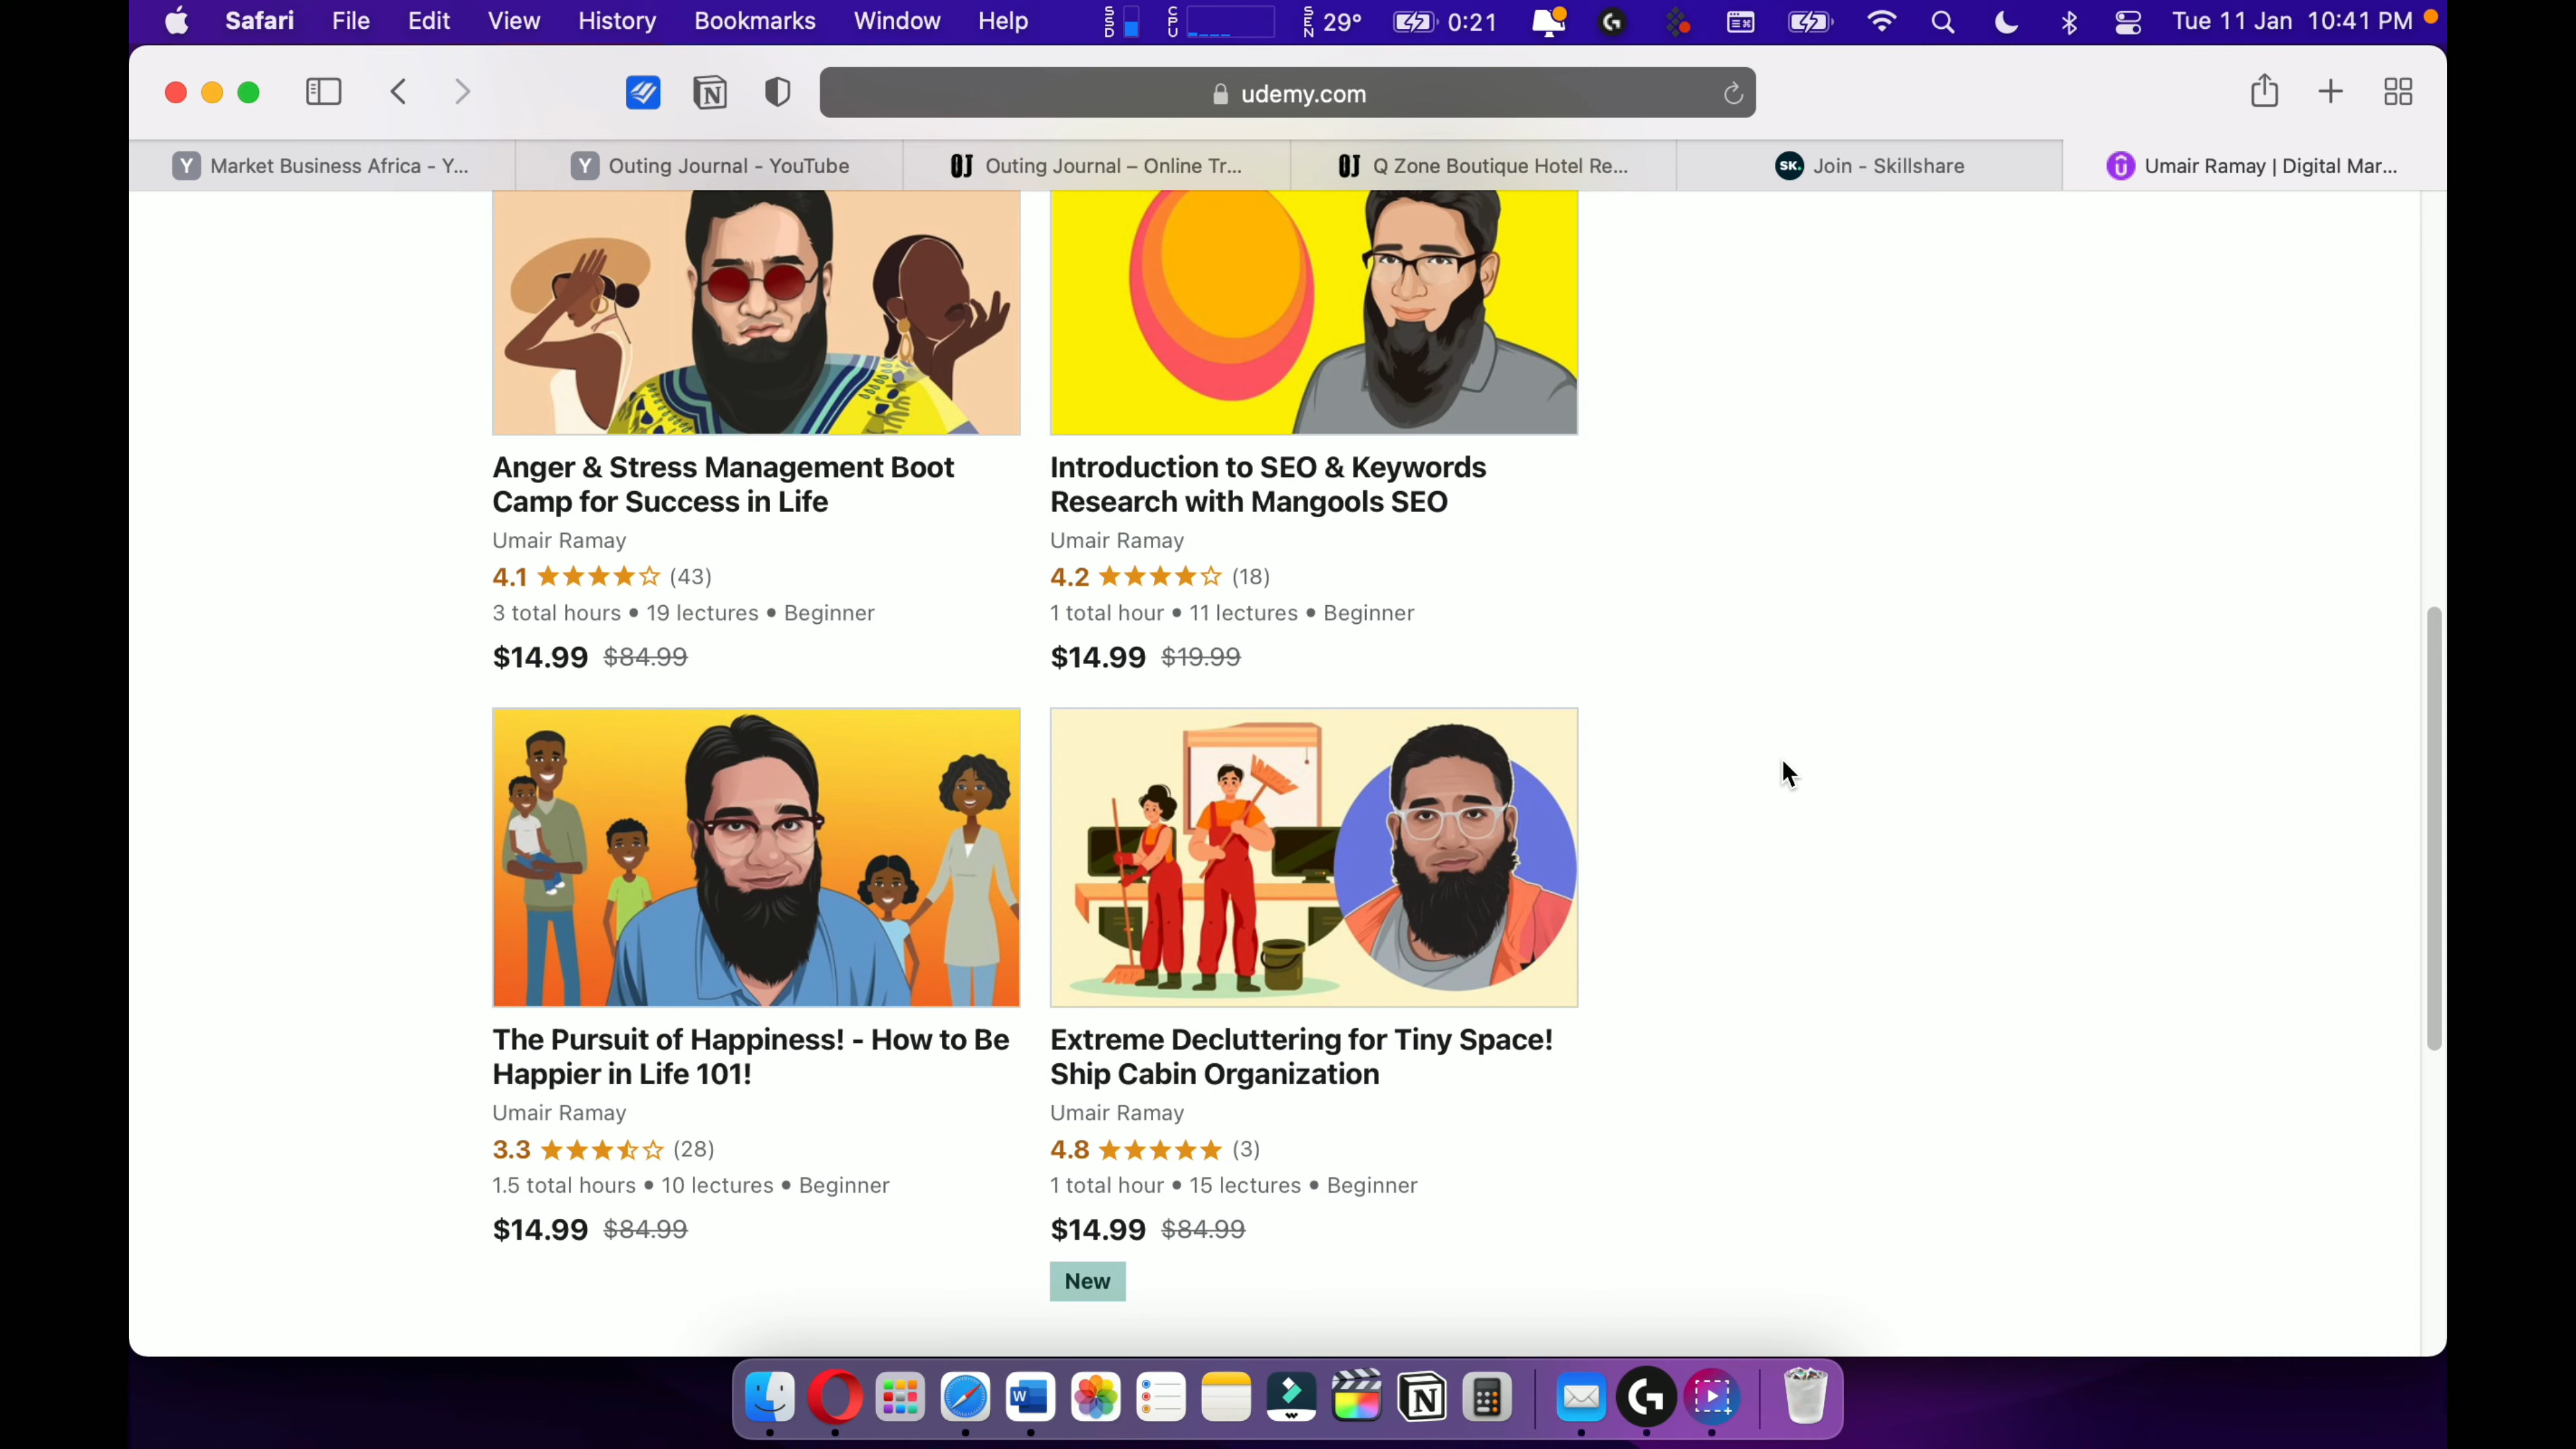 Safari File Edit View History Bookmarks Window Help SSD CPU SEN 29° 0:21 Tue 11 Jan 10:41 PM
udemy.com
Y Market Business Africa - Y...
Y Outing Journal - YouTube
OJ Outing Journal – Online Tr...
OJ Q Zone Boutique Hotel Re...
SK. Join - Skillshare
Umair Ramay | Digital Mar...
Anger & Stress Management Boot
Camp for Success in Life
Umair Ramay
4.1 (43)
3 total hours • 19 lectures • Beginner
$14.99 $84.99
Introduction to SEO & Keywords
Research with Mangools SEO
Umair Ramay
4.2 (18)
1 total hour • 11 lectures • Beginner
$14.99 $19.99
The Pursuit of Happiness! - How to Be
Happier in Life 101!
Umair Ramay
3.3 (28)
1.5 total hours • 10 lectures • Beginner
$14.99 $84.99
Extreme Decluttering for Tiny Space!
Ship Cabin Organization
Umair Ramay
4.8 (3)
1 total hour • 15 lectures • Beginner
$14.99 $84.99
New